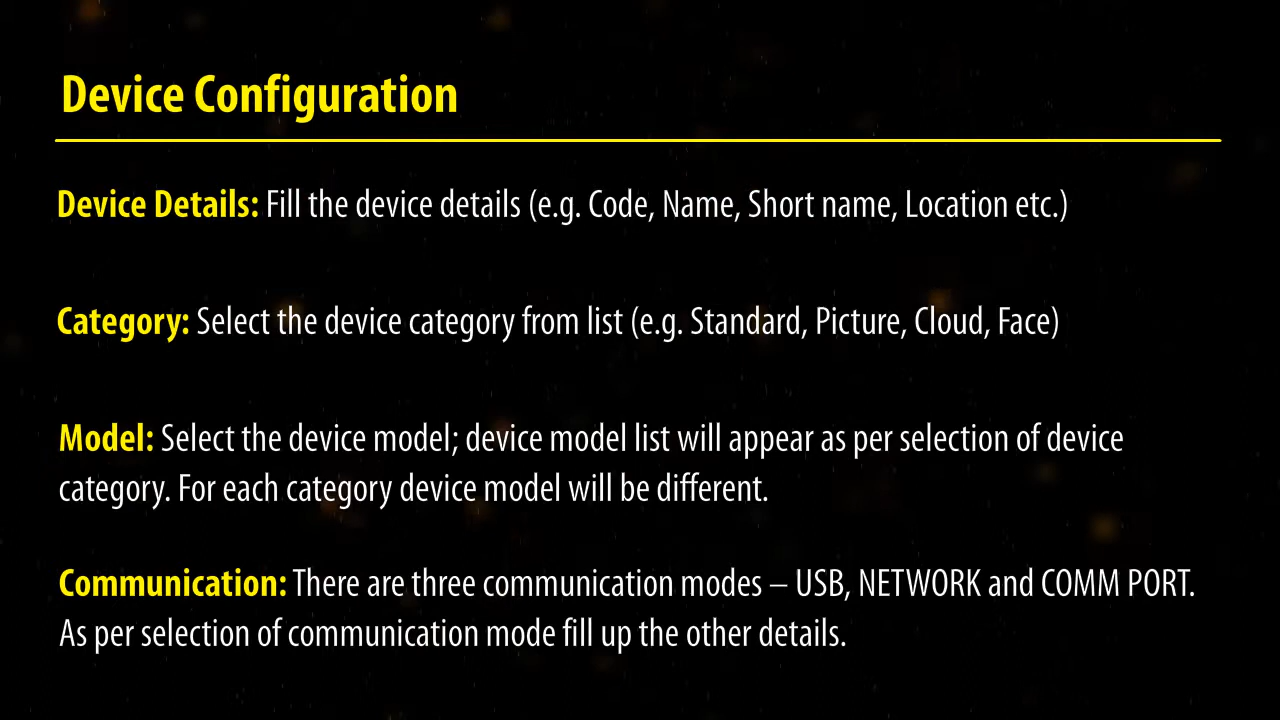 Device Configuration
Device Details: Fill the device details (e.g. Code, Name, Short name, Location etc.)
Category: Select the device category from list (e.g. Standard, Picture, Cloud, Face)
Model: Select the device model; device model list will appear as per selection of device
category. For each category device model will be different.
Communication: There are three communication modes – USB, NETWORK and COMM PORT.
As per selection of communication mode fill up the other details.